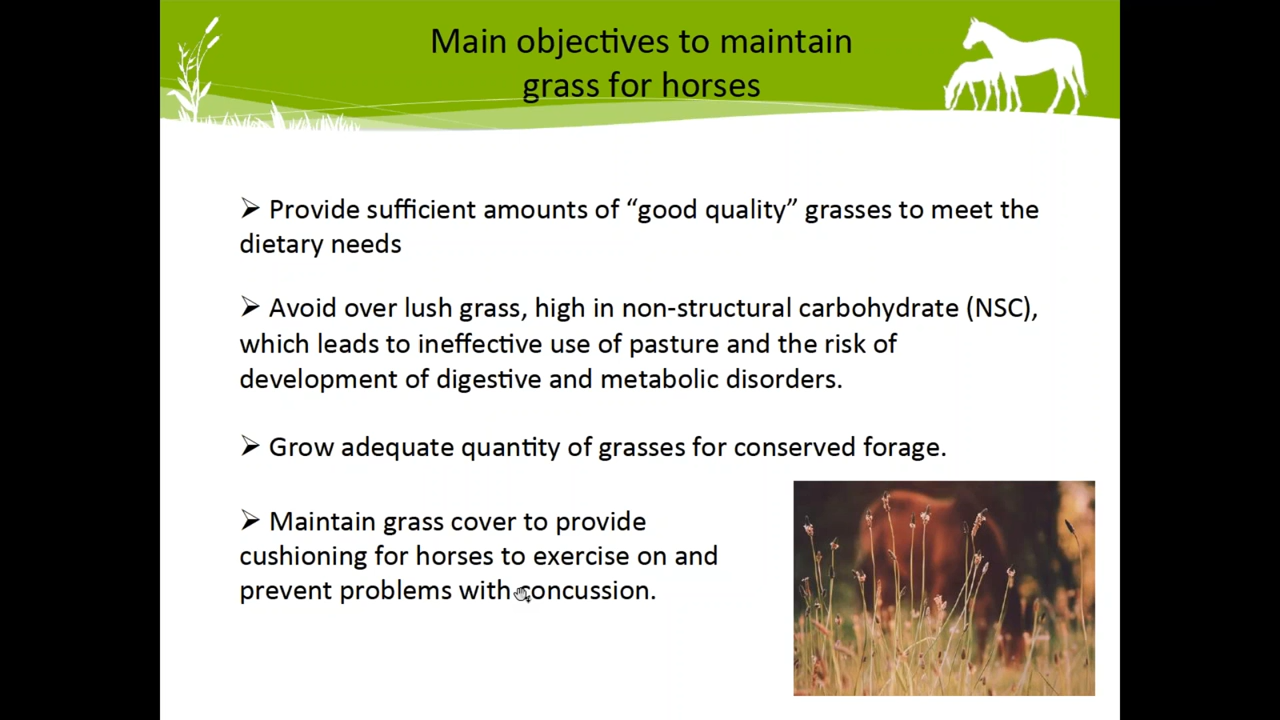 Main objectives to maintain
grass for horses
➢ Provide sufficient amounts of “good quality” grasses to meet the
dietary needs
➢ Avoid over lush grass, high in non-structural carbohydrate (NSC),
which leads to ineffective use of pasture and the risk of
development of digestive and metabolic disorders.
➢ Grow adequate quantity of grasses for conserved forage.
➢ Maintain grass cover to provide
cushioning for horses to exercise on and
prevent problems with concussion.